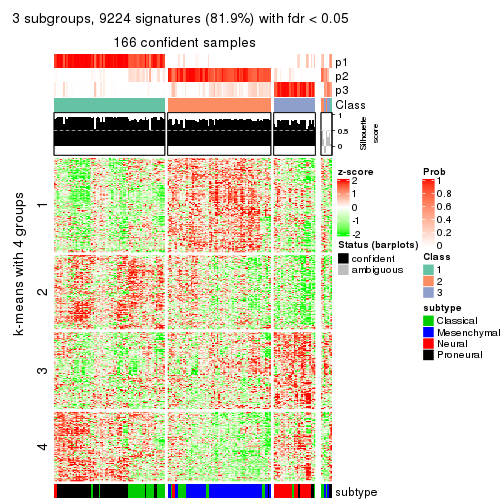 3 subgroups, 9224 signatures (81.9%) with fdr < 0.05
166 confident samples
p1
p2
p3
Class
1
0.5
0
Silhouette
score
k-means with 4 groups
1
2
3
4
z-score
2
1
0
-1
-2
Status (barplots)
confident
ambiguous
Prob
1
0.8
0.6
0.4
0.2
0
Class
1
2
3
subtype
Classical
Mesenchymal
Neural
Proneural
subtype